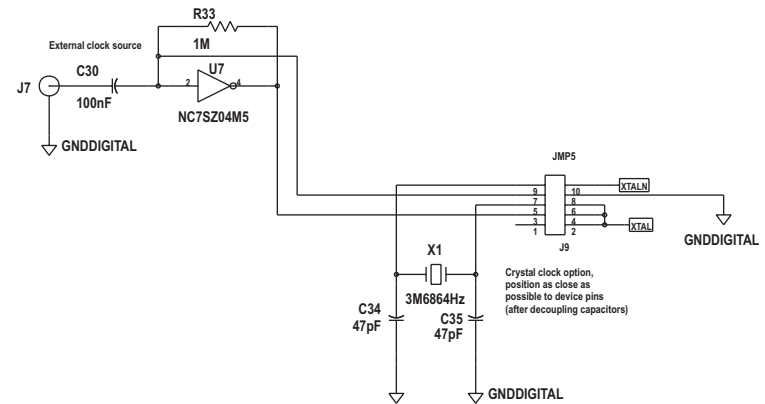 R33
1M
External clock source
C30
100nF
J7
U7
2
4
NC7SZ04M5
GNDDIGITAL
JMP5
9
7
5
3
1
10
8
6
4
2
XTALN
XTAL
J9
GNDDIGITAL
X1
3M6864Hz
C34
47pF
C35
47pF
Crystal clock option,
position as close as
possible to device pins
(after decoupling capacitors)
GNDDIGITAL